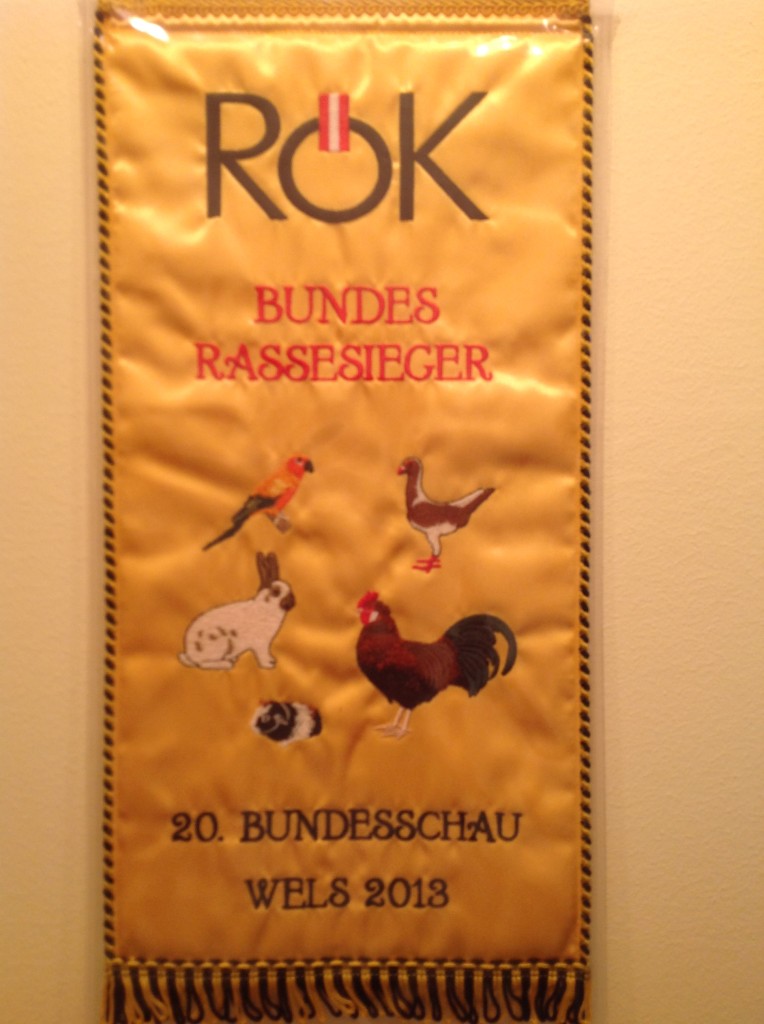 RÖK
BUNDES
RASSESIEGER
20. BUNDESSCHAU
WELS 2013